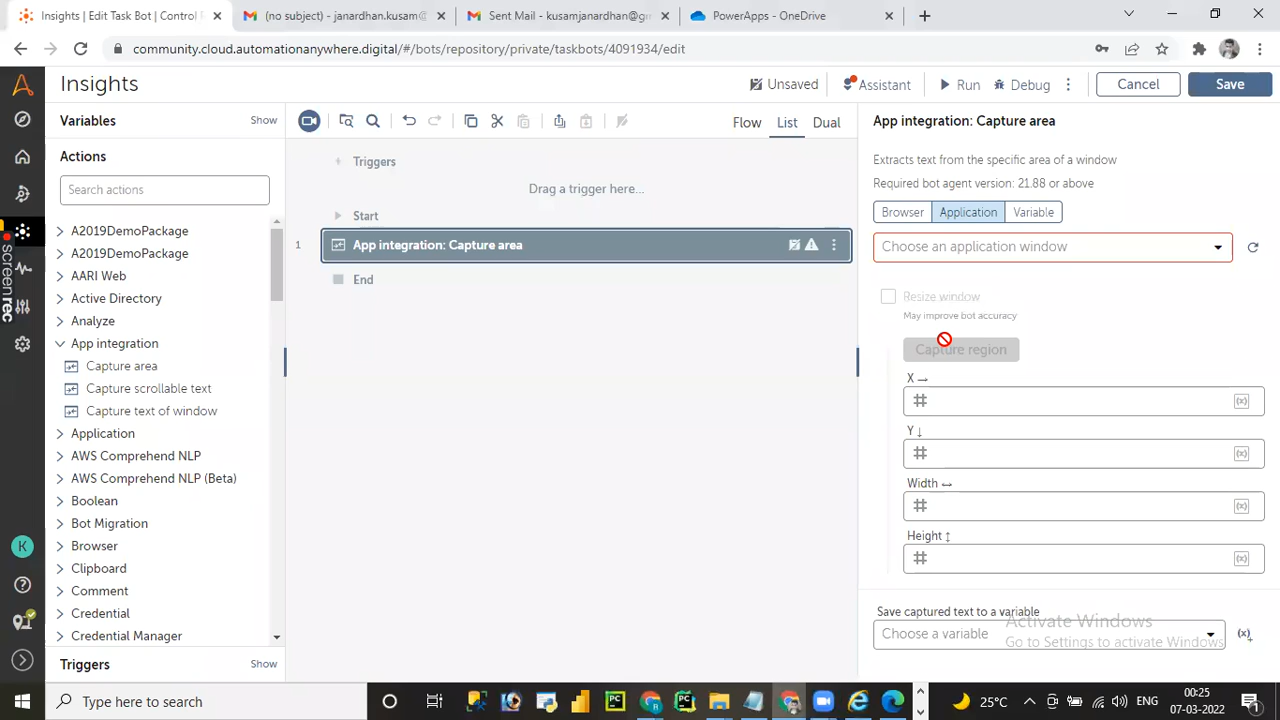 Insights | Edit Task Bot | Control R
(no subject) - janardhan.kusam@
Sent Mail - kusamjanardhan@gm
PowerApps - OneDrive
community.cloud.automationanywhere.digital/#/bots/repository/private/taskbots/4091934/edit
Insights
Unsaved
Assistant
Run
Debug
Cancel
Save
Variables
Show
Flow
List
Dual
App integration: Capture area
Actions
Search actions
Triggers
Drag a trigger here...
Extracts text from the specific area of a window
Required bot agent version: 21.88 or above
Browser
Application
Variable
Start
A2019DemoPackage
1
App integration: Capture area
Choose an application window
A2019DemoPackage
AARI Web
End
Active Directory
Resize window
May improve bot accuracy
Analyze
App integration
Capture region
Capture area
X
Capture scrollable text
Capture text of window
Application
Y
AWS Comprehend NLP
AWS Comprehend NLP (Beta)
Width
Boolean
Bot Migration
Height
Browser
Clipboard
Comment
Credential
Save captured text to a variable
Credential Manager
Choose a variable
Activate Windows
Go to Settings to activate Windows.
Triggers
Show
screenrec
K
Type here to search
25°C
ENG
00:25
07-03-2022
1